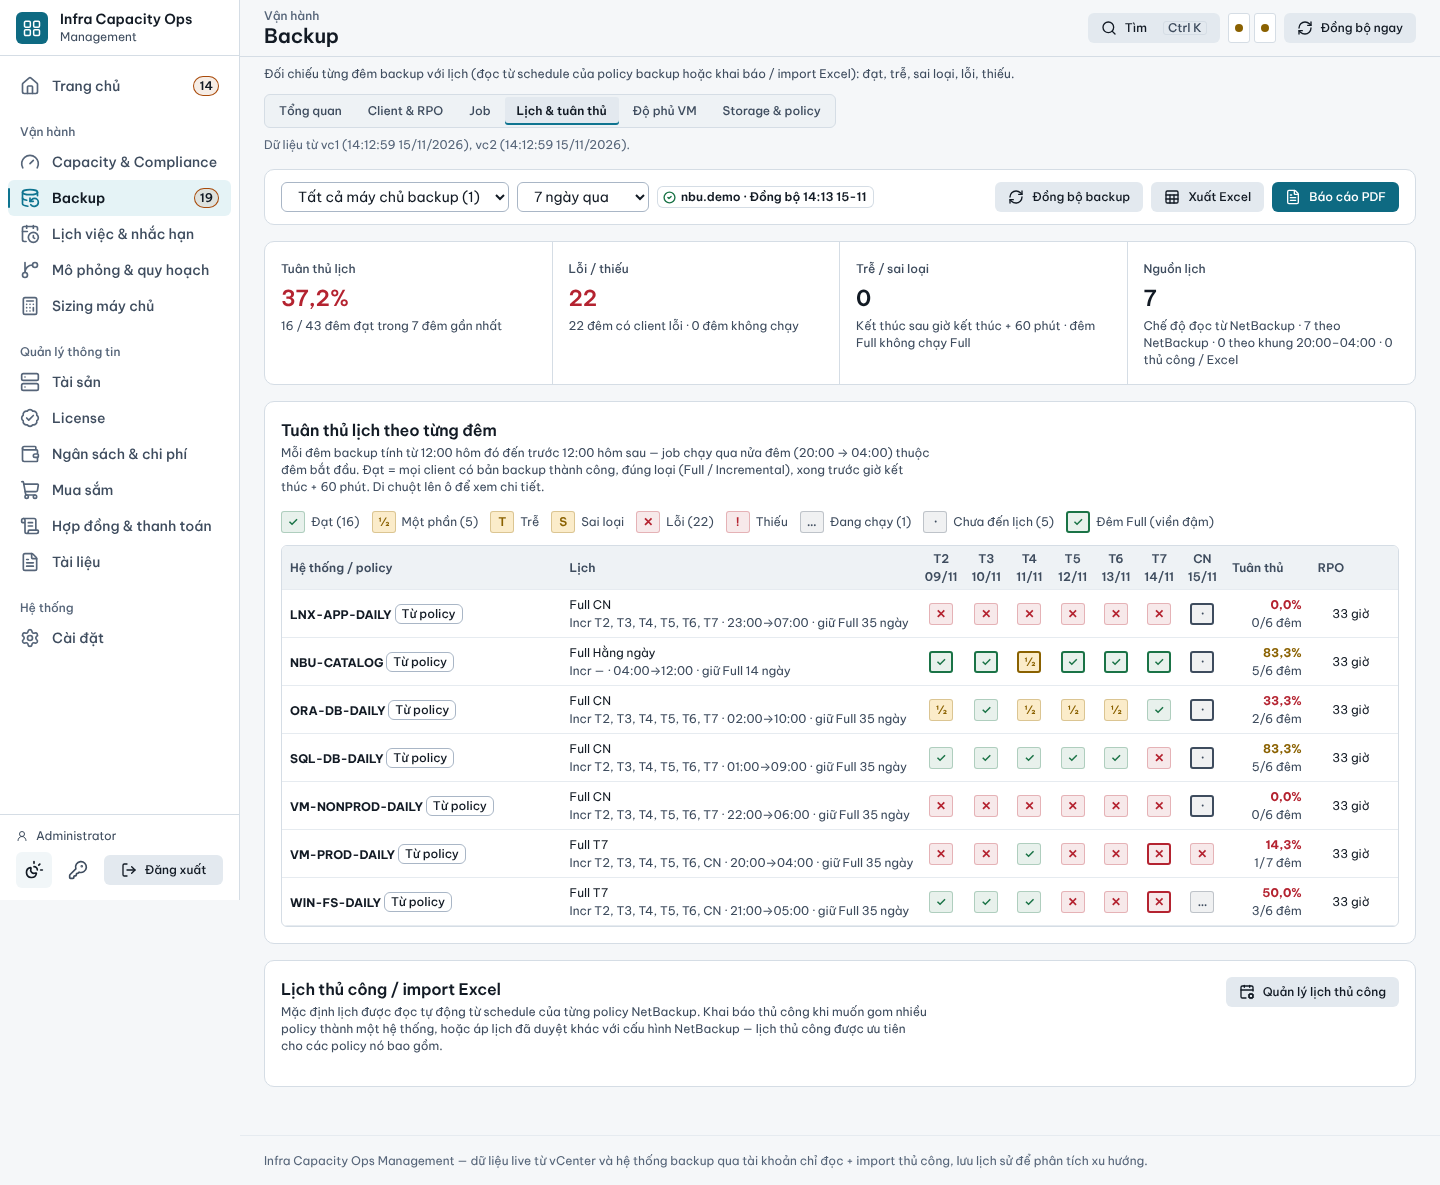 Infra Capacity Ops
Management
Trang chủ 14
Vận hành
Capacity & Compliance
Backup 19
Lịch việc & nhắc hạn
Mô phỏng & quy hoạch
Sizing máy chủ
Quản lý thông tin
Tài sản
License
Ngân sách & chi phí
Mua sắm
Hợp đồng & thanh toán
Tài liệu
Hệ thống
Cài đặt
Administrator
Đăng xuất
Vận hành
Backup
Tìm Ctrl K
Đồng bộ ngay
Đối chiếu từng đêm backup với lịch (đọc từ schedule của policy backup hoặc khai báo / import Excel): đạt, trễ, sai loại, lỗi, thiếu.
Tổng quan Client & RPO Job Lịch & tuân thủ Độ phủ VM Storage & policy
Dữ liệu từ vc1 (14:12:59 15/11/2026), vc2 (14:12:59 15/11/2026).
Tất cả máy chủ backup (1) 7 ngày qua nbu.demo · Đồng bộ 14:13 15-11 Đồng bộ backup Xuất Excel Báo cáo PDF
Tuân thủ lịch
37,2%
16 / 43 đêm đạt trong 7 đêm gần nhất
Lỗi / thiếu
22
22 đêm có client lỗi · 0 đêm không chạy
Trễ / sai loại
0
Kết thúc sau giờ kết thúc + 60 phút · đêm
Full không chạy Full
Nguồn lịch
7
Chế độ đọc từ NetBackup · 7 theo
NetBackup · 0 theo khung 20:00–04:00 · 0
thủ công / Excel
Tuân thủ lịch theo từng đêm
Mỗi đêm backup tính từ 12:00 hôm đó đến trước 12:00 hôm sau — job chạy qua nửa đêm (20:00 → 04:00) thuộc
đêm bắt đầu. Đạt = mọi client có bản backup thành công, đúng loại (Full / Incremental), xong trước giờ kết
thúc + 60 phút. Di chuột lên ô để xem chi tiết.
✓ Đạt (16) ½ Một phần (5) T Trễ S Sai loại ✕ Lỗi (22) ! Thiếu … Đang chạy (1) · Chưa đến lịch (5) ✓ Đêm Full (viền đậm)
Hệ thống / policy Lịch T2 09/11 T3 10/11 T4 11/11 T5 12/11 T6 13/11 T7 14/11 CN 15/11 Tuân thủ RPO
LNX-APP-DAILY Từ policy Full CN ✕ ✕ ✕ ✕ ✕ ✕ · 0,0% 33 giờ
Incr T2, T3, T4, T5, T6, T7 · 23:00→07:00 · giữ Full 35 ngày 0/6 đêm
NBU-CATALOG Từ policy Full Hằng ngày ✓ ✓ ½ ✓ ✓ ✓ · 83,3% 33 giờ
Incr — · 04:00→12:00 · giữ Full 14 ngày 5/6 đêm
ORA-DB-DAILY Từ policy Full CN ½ ✓ ½ ½ ½ ✓ · 33,3% 33 giờ
Incr T2, T3, T4, T5, T6, T7 · 02:00→10:00 · giữ Full 35 ngày 2/6 đêm
SQL-DB-DAILY Từ policy Full CN ✓ ✓ ✓ ✓ ✓ ✕ · 83,3% 33 giờ
Incr T2, T3, T4, T5, T6, T7 · 01:00→09:00 · giữ Full 35 ngày 5/6 đêm
VM-NONPROD-DAILY Từ policy Full CN ✕ ✕ ✕ ✕ ✕ ✕ · 0,0% 33 giờ
Incr T2, T3, T4, T5, T6, T7 · 22:00→06:00 · giữ Full 35 ngày 0/6 đêm
VM-PROD-DAILY Từ policy Full T7 ✕ ✕ ✓ ✕ ✕ ✕ ✕ 14,3% 33 giờ
Incr T2, T3, T4, T5, T6, CN · 20:00→04:00 · giữ Full 35 ngày 1/7 đêm
WIN-FS-DAILY Từ policy Full T7 ✓ ✓ ✓ ✕ ✕ ✕ … 50,0% 33 giờ
Incr T2, T3, T4, T5, T6, CN · 21:00→05:00 · giữ Full 35 ngày 3/6 đêm
Lịch thủ công / import Excel
Quản lý lịch thủ công
Mặc định lịch được đọc tự động từ schedule của từng policy NetBackup. Khai báo thủ công khi muốn gom nhiều
policy thành một hệ thống, hoặc áp lịch đã duyệt khác với cấu hình NetBackup — lịch thủ công được ưu tiên
cho các policy nó bao gồm.
Infra Capacity Ops Management — dữ liệu live từ vCenter và hệ thống backup qua tài khoản chỉ đọc + import thủ công, lưu lịch sử để phân tích xu hướng.